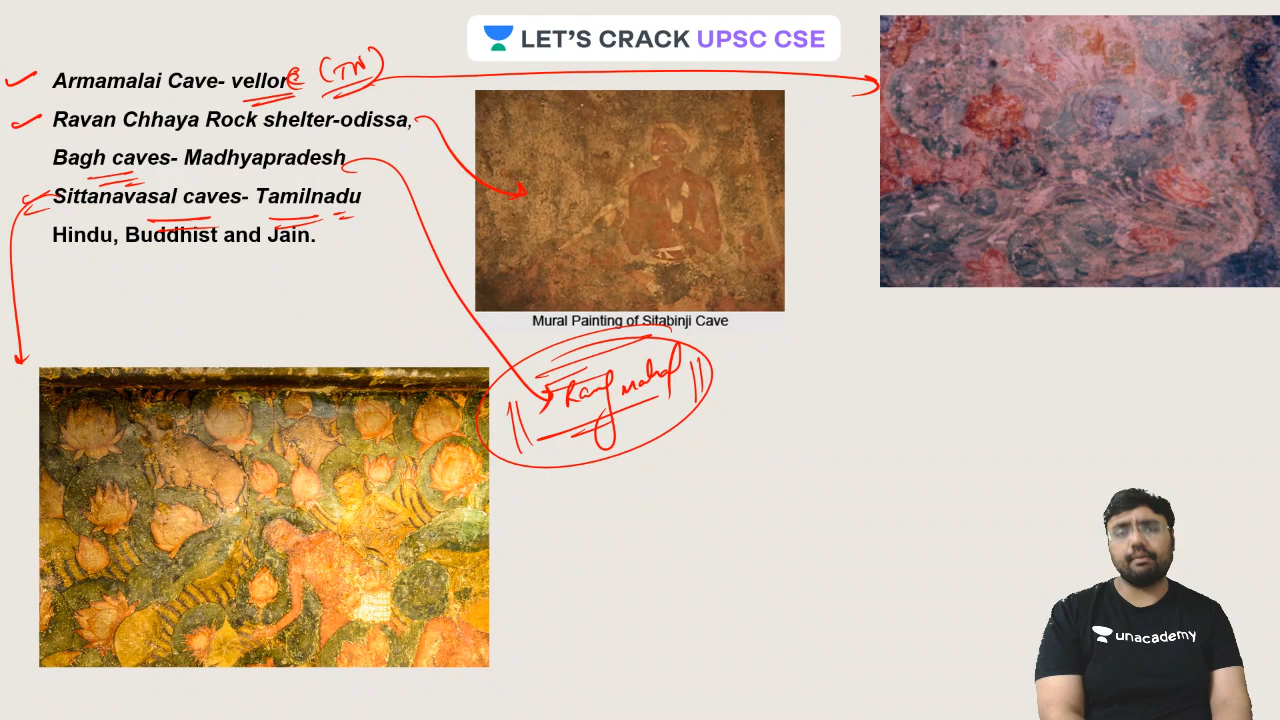 LET'S CRACK UPSC CSE
Armamalai Cave- vellore (TN)
Ravan Chhaya Rock shelter-odissa,
Bagh caves- Madhyapradesh
Sittanavasal caves- Tamilnadu
Hindu, Buddhist and Jain.
Mural Painting of Sitabinji Cave
Rang Mahal
unacademy